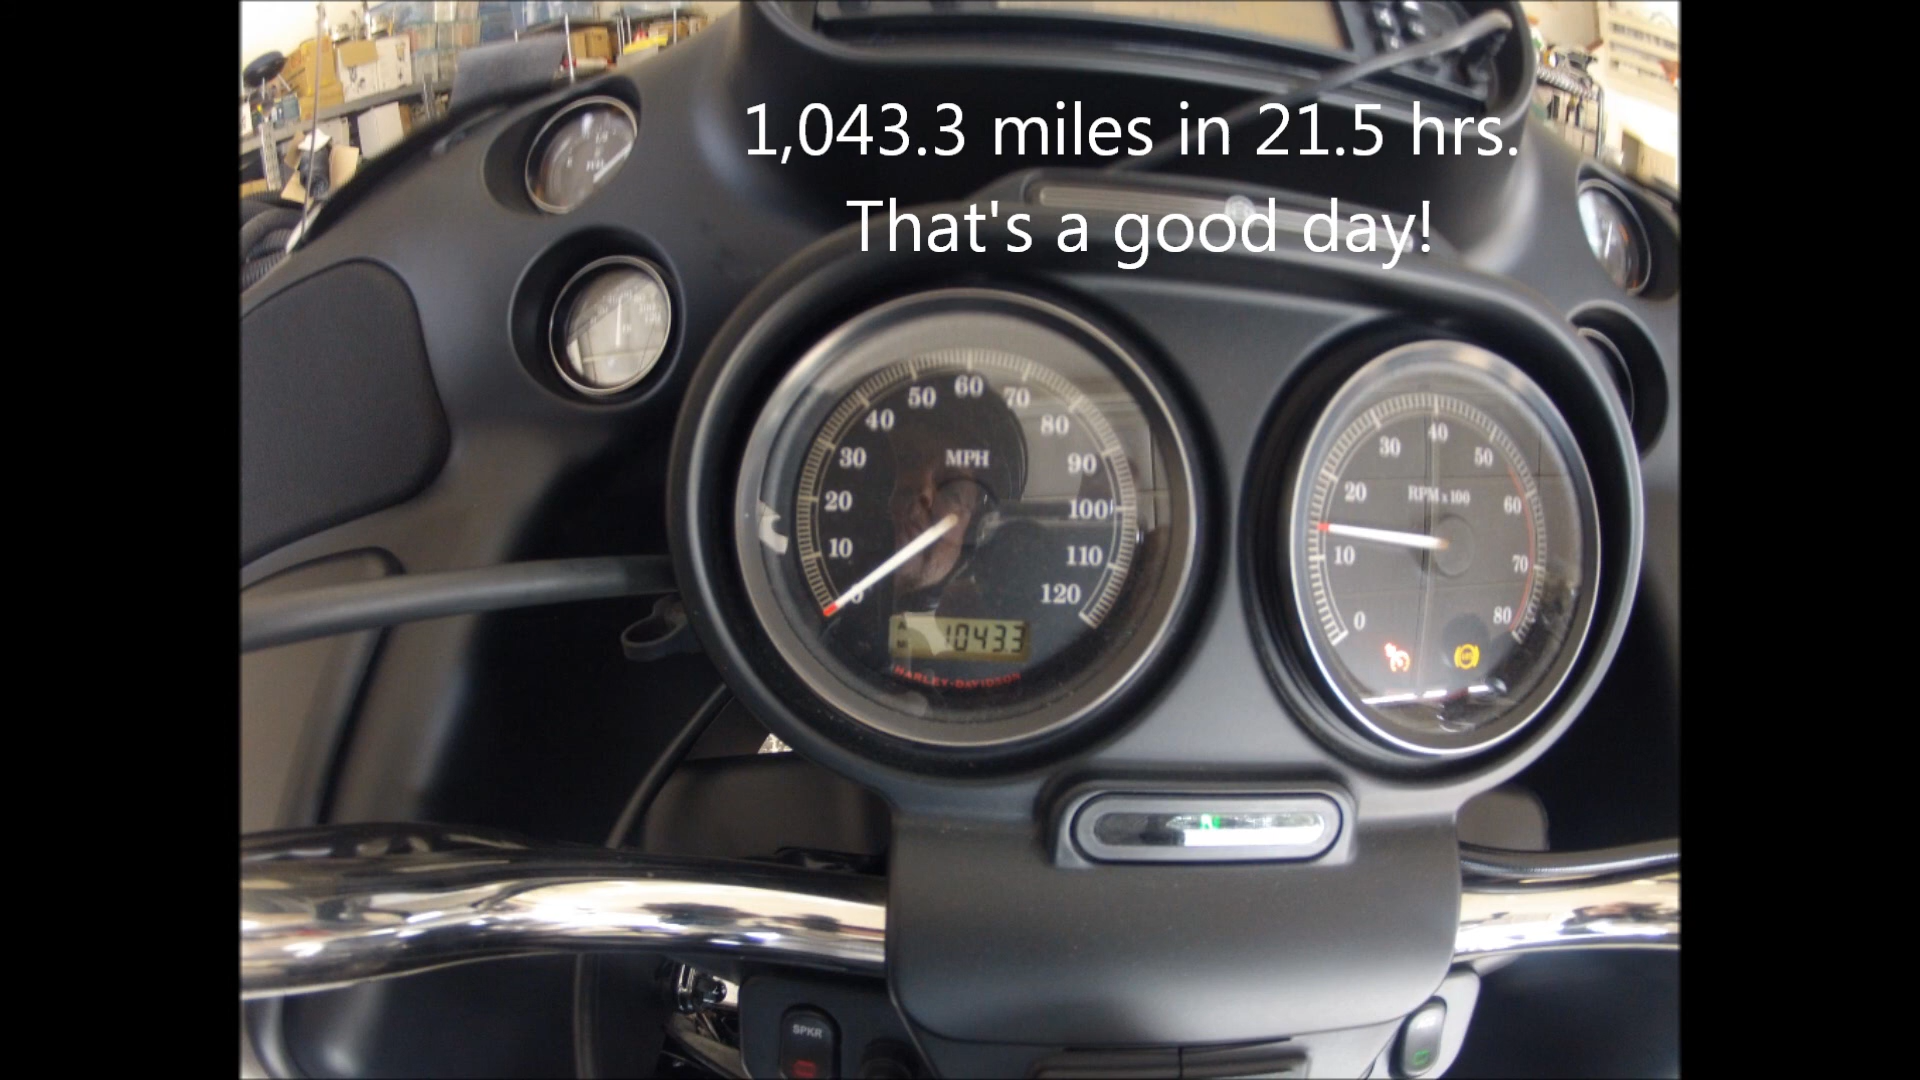 1,043.3 miles in 21.5 hrs.
That's a good day!
0 10 20 30 40 50 60 70 80 90 100 110 120
MPH
1043.3
HARLEY-DAVIDSON
0 10 20 30 40 50 60 70 80
RPM x 100
SPKR